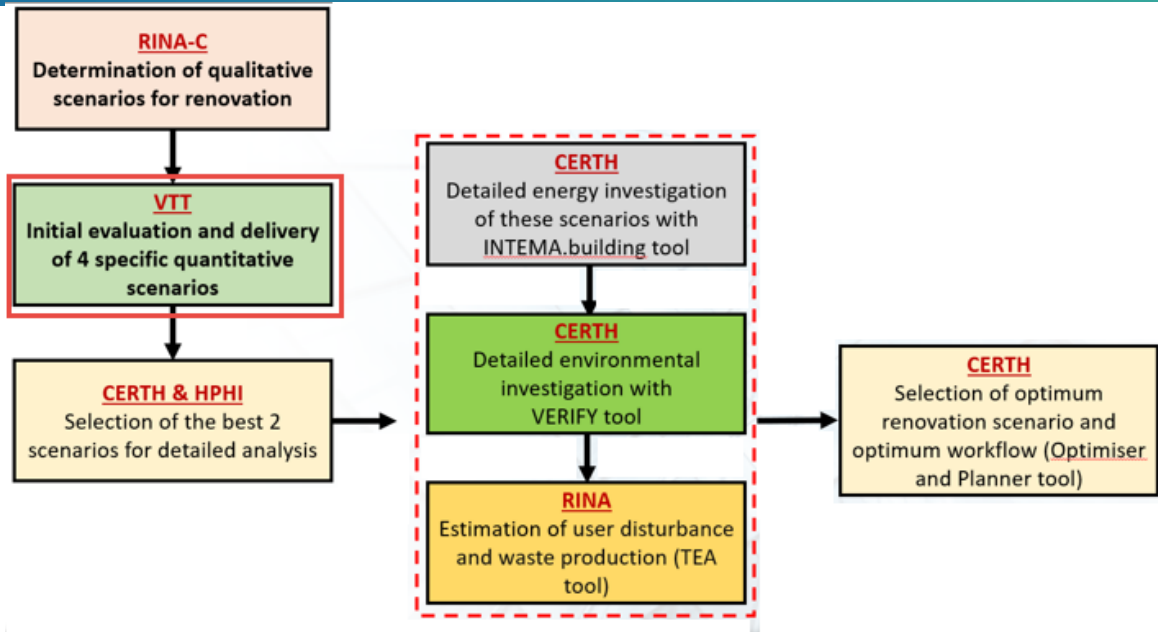 RINA-C
Determination of qualitative
scenarios for renovation
VTT
Initial evaluation and delivery
of 4 specific quantitative
scenarios
CERTH & HPHI
Selection of the best 2
scenarios for detailed analysis
CERTH
Detailed energy investigation
of these scenarios with
INTEMA.building tool
CERTH
Detailed environmental
investigation with
VERIFY tool
RINA
Estimation of user disturbance
and waste production (TEA
tool)
CERTH
Selection of optimum
renovation scenario and
optimum workflow (Optimiser
and Planner tool)